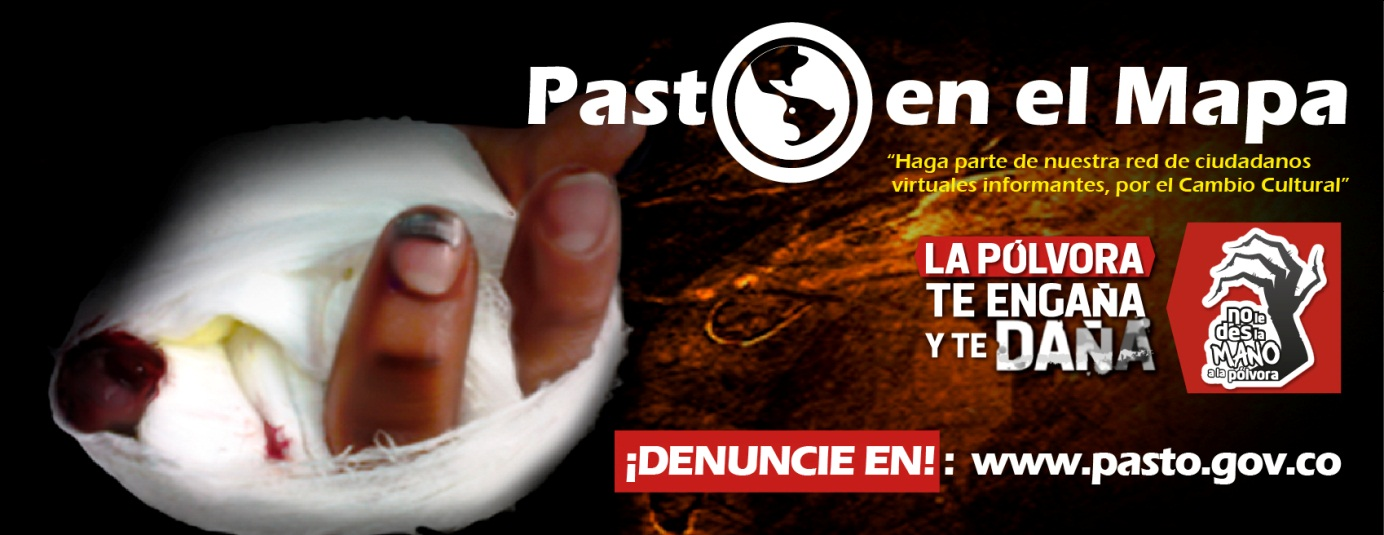 Pasto en el Mapa
“Haga parte de nuestra red de ciudadanos
virtuales informantes, por el Cambio Cultural”
LA PÓLVORA
TE ENGAÑA
Y TE DAÑA
no le
des la
MANO
a la pólvora
¡DENUNCIE EN! : www.pasto.gov.co